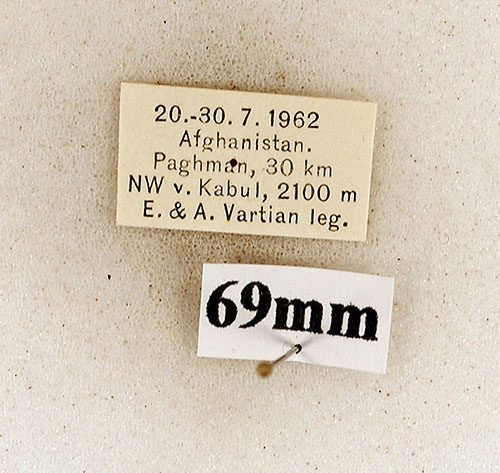 20.-30. 7. 1962
Afghanistan.
Paghman, 30 km
NW v. Kabul, 2100 m
E. & A. Vartian leg.
69mm